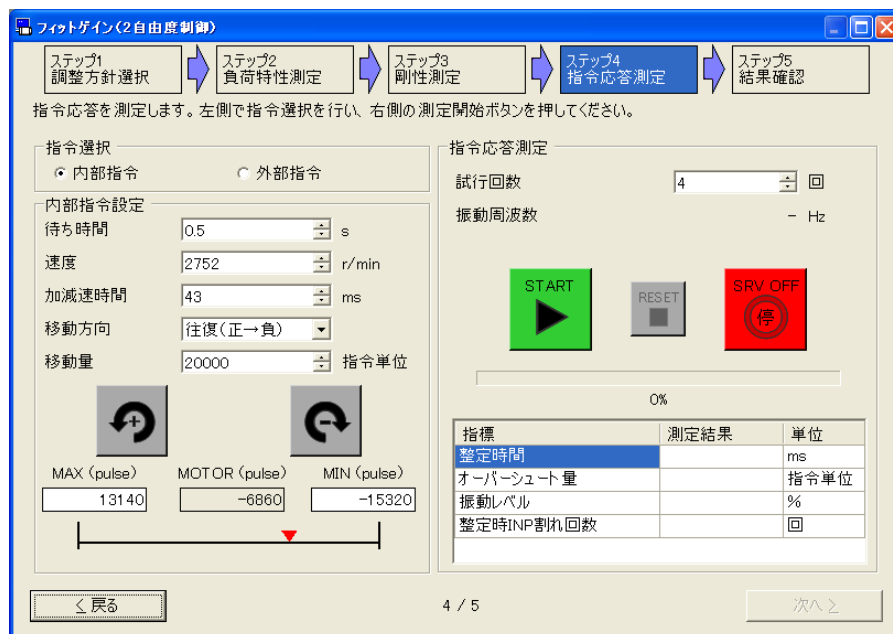 フィットゲイン(2自由度制御)
ステップ1
調整方針選択
ステップ2
負荷特性測定
ステップ3
剛性測定
ステップ4
指令応答測定
ステップ5
結果確認
指令応答を測定します。左側で指令選択を行い、右側の測定開始ボタンを押してください。
指令選択
内部指令 外部指令
内部指令設定
待ち時間 0.5 s
速度 2752 r/min
加減速時間 43 ms
移動方向 往復(正→負)
移動量 20000 指令単位
+ −
MAX (pulse) MOTOR (pulse) MIN (pulse)
13140 -6860 -15320
指令応答測定
試行回数 4 回
振動周波数 - Hz
START
RESET
SRV OFF
停
0%
指標 測定結果 単位
整定時間 ms
オーバーシュート量 指令単位
振動レベル %
整定時INP割れ回数 回
< 戻る
4 / 5
次へ >